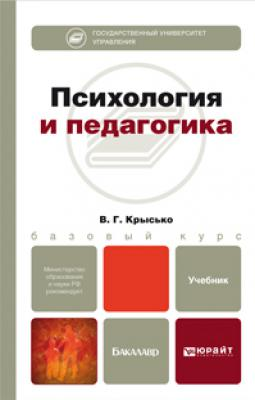 ГОСУДАРСТВЕННЫЙ УНИВЕРСИТЕТ
УПРАВЛЕНИЯ
Психология
и педагогика
В. Г. Крысько
базовый курс
Министерство
образования
и науки РФ
рекомендует
Учебник
БАКАЛАВР
юрайт